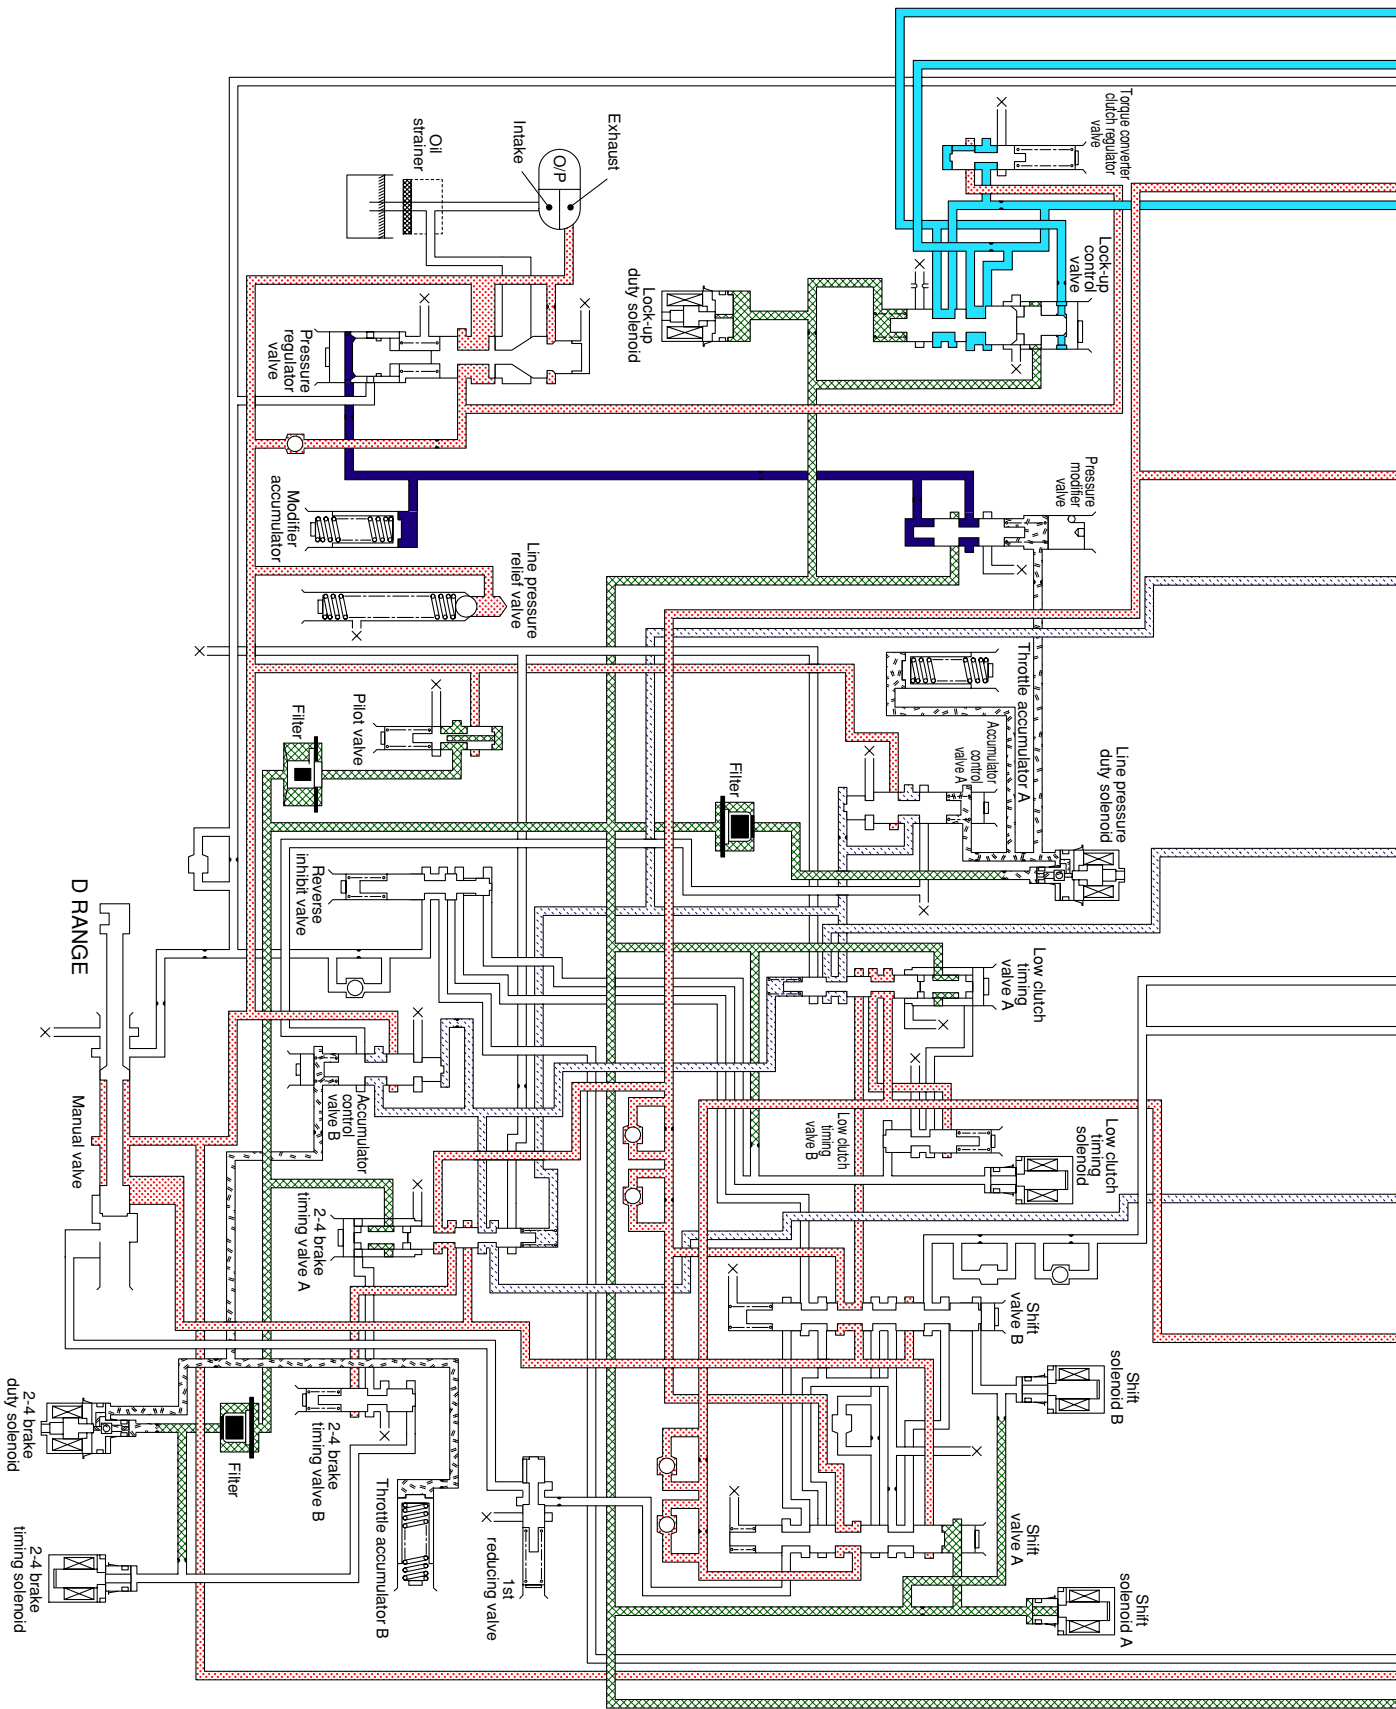 Torque converter
clutch regulator
valve
Exhaust
Intake
O/P
Oil
strainer
Lock-up
control
valve
Lock-up
duty solenoid
Pressure
regulator
valve
Pressure
modifier
valve
Modifier
accumulator
Line pressure
relief valve
Throttle accumulator A
Pilot valve
Filter
Accumulator
control
valve A
Line pressure
duty solenoid
Filter
Reverse
inhibit valve
D RANGE
Low clutch
timing
valve A
Manual valve
Accumulator
control
valve B
Low clutch
timing
valve B
Low clutch
timing
solenoid
2-4 brake
timing valve A
Shift
valve B
Shift
solenoid B
2-4 brake
duty solenoid
Filter
2-4 brake
timing valve B
Throttle accumulator B
1st
reducing valve
Shift
valve A
Shift
solenoid A
2-4 brake
timing solenoid